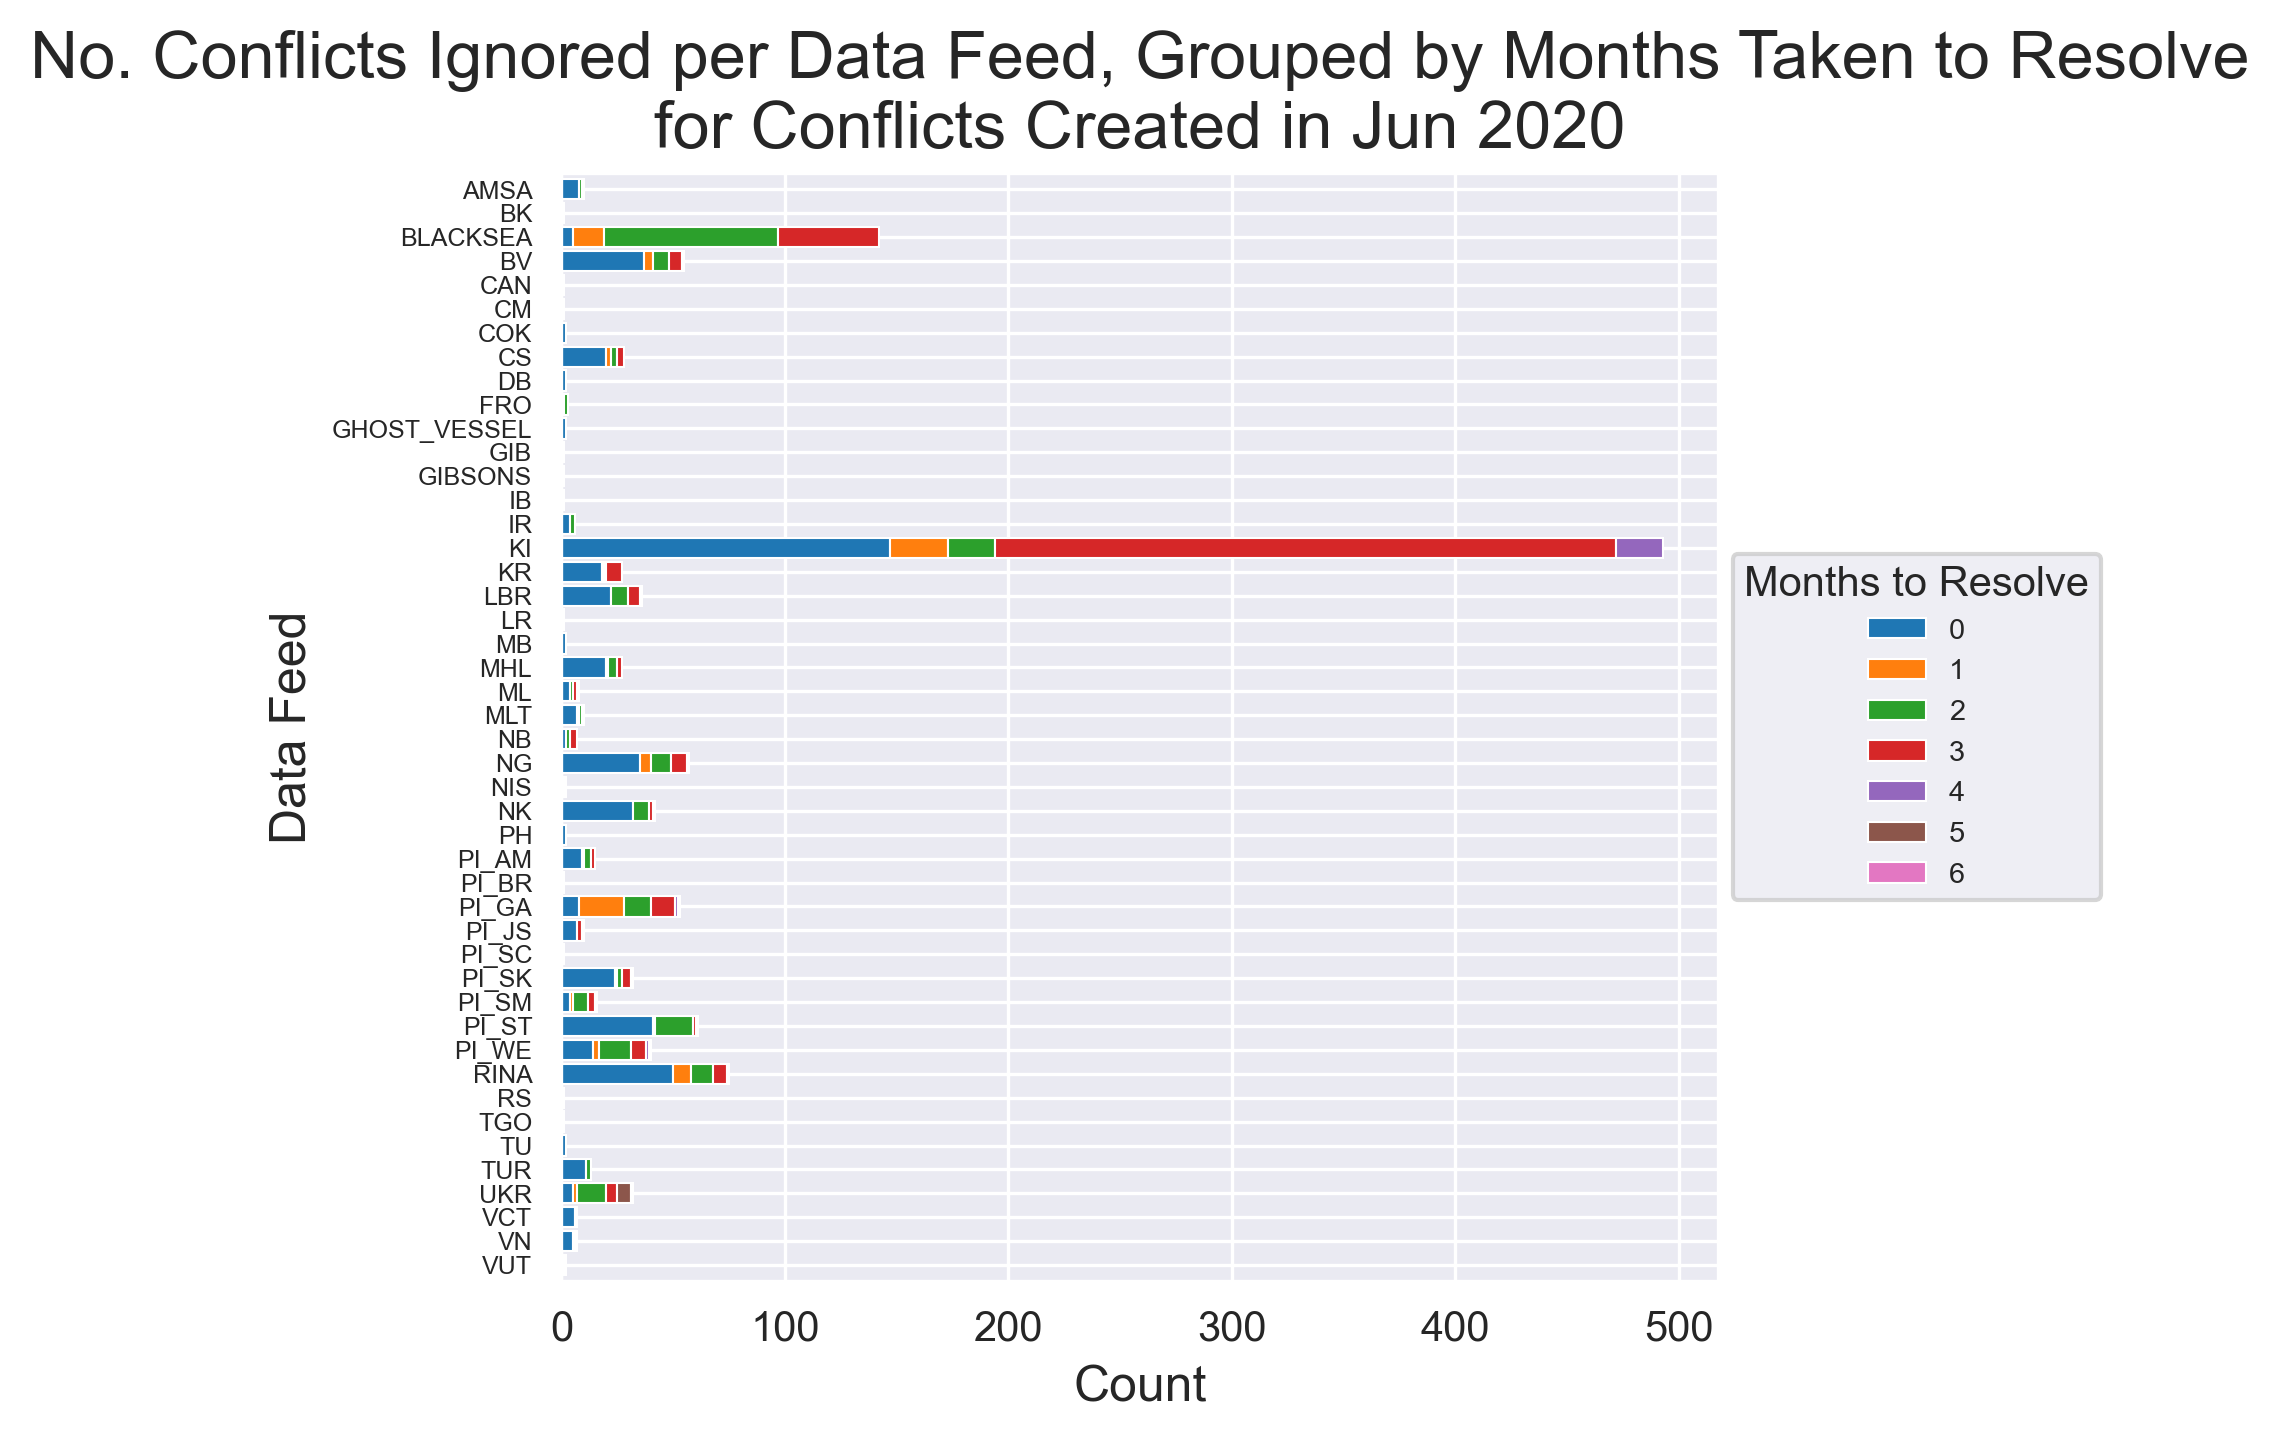 No. Conflicts Ignored per Data Feed, Grouped by Months Taken to Resolve
for Conflicts Created in Jun 2020
AMSA
BK
BLACKSEA
BV
CAN
CM
COK
CS
DB
FRO
GHOST_VESSEL
GIB
GIBSONS
IB
IR
KI
KR
LBR
LR
MB
MHL
ML
MLT
NB
NG
NIS
NK
PH
PI_AM
PI_BR
PI_GA
PI_JS
PI_SC
PI_SK
PI_SM
PI_ST
PI_WE
RINA
RS
TGO
TU
TUR
UKR
VCT
VN
VUT
Data Feed
0 100 200 300 400 500
Count
Months to Resolve
0
1
2
3
4
5
6